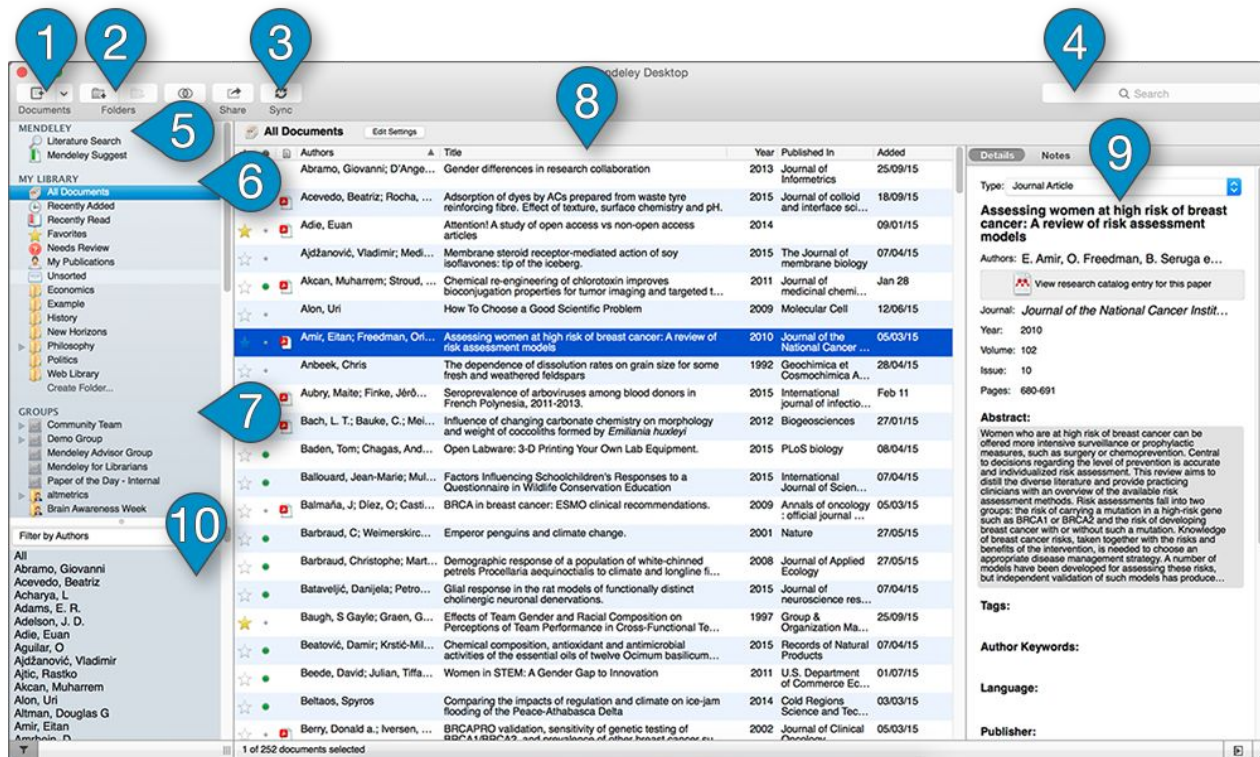 1
2
3
4
Mendeley Desktop
Search
Documents
Folders
Share
Sync
5
6
7
8
9
10
MENDELEY
Literature Search
Mendeley Suggest
MY LIBRARY
All Documents
Recently Added
Recently Read
Favorites
Needs Review
My Publications
Unsorted
Economics
Example
History
New Horizons
Philosophy
Politics
Web Library
Create Folder...
GROUPS
Community Team
Demo Group
Mendeley Advisor Group
Mendeley for Librarians
Paper of the Day - Internal
altmetrics
Brain Awareness Week
Filter by Authors
All
Abramo, Giovanni
Acevedo, Beatriz
Acharya, L
Adams, E. R.
Adelson, J. D.
Adie, Euan
Aguilar, O
Ajdžanović, Vladimir
Ajtic, Rastko
Akcan, Muharrem
Alon, Uri
Altman, Douglas G
Amir, Eitan
Amrhein, D
All Documents Edit Settings
Authors Title Year Published In Added
Abramo, Giovanni; D'Ange... Gender differences in research collaboration 2013 Journal of 25/09/15
Informetrics
Acevedo, Beatriz; Rocha, ... Adsorption of dyes by ACs prepared from waste tyre 2015 Journal of colloid 18/09/15
reinforcing fibre. Effect of texture, surface chemistry and pH. and interface sci...
Adie, Euan Attention! A study of open access vs non-open access 2014 09/01/15
articles
Ajdžanović, Vladimir; Medi... Membrane steroid receptor-mediated action of soy 2015 The Journal of 07/04/15
isoflavones: tip of the iceberg. membrane biology
Akcan, Muharrem; Stroud, ... Chemical re-engineering of chlorotoxin improves 2011 Journal of Jan 28
bioconjugation properties for tumor imaging and targeted t... medicinal chemi...
Alon, Uri How To Choose a Good Scientific Problem 2009 Molecular Cell 12/06/15
Amir, Eitan; Freedman, Ori... Assessing women at high risk of breast cancer: A review of 2010 Journal of the 05/03/15
risk assessment models National Cancer ...
Anbeek, Chris The dependence of dissolution rates on grain size for some 1992 Geochimica et 28/04/15
fresh and weathered feldspars Cosmochimica A...
Aubry, Maite; Finke, Jérô... Seroprevalence of arboviruses among blood donors in 2015 International Feb 11
French Polynesia, 2011-2013. journal of infectio...
Bach, L. T.; Bauke, C.; Mei... Influence of changing carbonate chemistry on morphology 2012 Biogeosciences 27/01/15
and weight of coccoliths formed by Emiliania huxleyi
Baden, Tom; Chagas, And... Open Labware: 3-D Printing Your Own Lab Equipment. 2015 PLoS biology 08/04/15
Ballouard, Jean-Marie; Mul... Factors Influencing Schoolchildren's Responses to a 2015 International 07/04/15
Questionnaire in Wildlife Conservation Education Journal of Scien...
Balmaña, J; Díez, O; Casti... BRCA in breast cancer: ESMO clinical recommendations. 2009 Annals of oncology 05/03/15
: official journal ...
Barbraud, C; Weimerskirc... Emperor penguins and climate change. 2001 Nature 27/05/15
Barbraud, Christophe; Mart... Demographic response of a population of white-chinned 2008 Journal of Applied 27/05/15
petrels Procellaria aequinoctialis to climate and longline fi... Ecology
Bataveljić, Danijela; Petro... Glial response in the rat models of functionally distinct 2015 Journal of 07/04/15
cholinergic neuronal denervations. neuroscience res...
Baugh, S Gayle; Graen, G... Effects of Team Gender and Racial Composition on 1997 Group & 25/09/15
Perceptions of Team Performance in Cross-Functional Te... Organization Ma...
Beatović, Damir; Krstić-Mil... Chemical composition, antioxidant and antimicrobial 2015 Records of Natural 07/04/15
activities of the essential oils of twelve Ocimum basilicum... Products
Beede, David; Julian, Tiffa... Women in STEM: A Gender Gap to Innovation 2011 U.S. Department 01/07/15
of Commerce Ec...
Beltaos, Spyros Comparing the impacts of regulation and climate on ice-jam 2014 Cold Regions 03/03/15
flooding of the Peace-Athabasca Delta Science and Tec...
Berry, Donald a.; Iversen, ... BRCAPRO validation, sensitivity of genetic testing of 2002 Journal of Clinical 05/03/15
BRCA1/BRCA2, and prevalence of other breast cancer su... Oncology
1 of 252 documents selected
Details Notes
Type: Journal Article
Assessing women at high risk of breast
cancer: A review of risk assessment
models
Authors: E. Amir, O. Freedman, B. Seruga e...
View research catalog entry for this paper
Journal: Journal of the National Cancer Instit...
Year: 2010
Volume: 102
Issue: 10
Pages: 680-691
Abstract:
Women who are at high risk of breast cancer can be
offered more intensive surveillance or prophylactic
measures, such as surgery or chemoprevention. Central
to decisions regarding the level of prevention is accurate
and individualized risk assessment. This review aims to
distill the diverse literature and provide practicing
clinicians with an overview of the available risk
assessment methods. Risk assessments fall into two
groups: the risk of carrying a mutation in a high-risk gene
such as BRCA1 or BRCA2 and the risk of developing
breast cancer with or without such a mutation. Knowledge
of breast cancer risks, taken together with the risks and
benefits of the intervention, is needed to choose an
appropriate disease management strategy. A number of
models have been developed for assessing these risks,
but independent validation of such models has produce...
Tags:
Author Keywords:
Language:
Publisher: